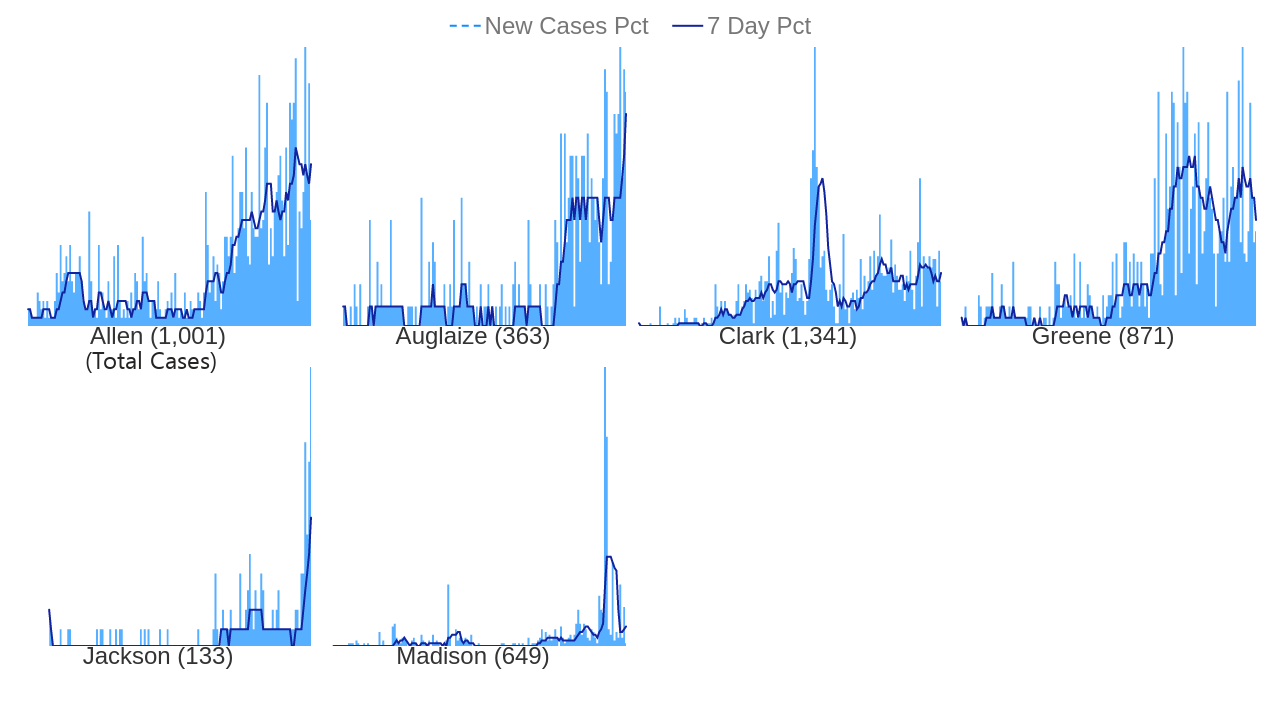 New Cases Pct 7 Day Pct
Allen (1,001) Auglaize (363) Clark (1,341) Greene (871)
(Total Cases)
Jackson (133) Madison (649)